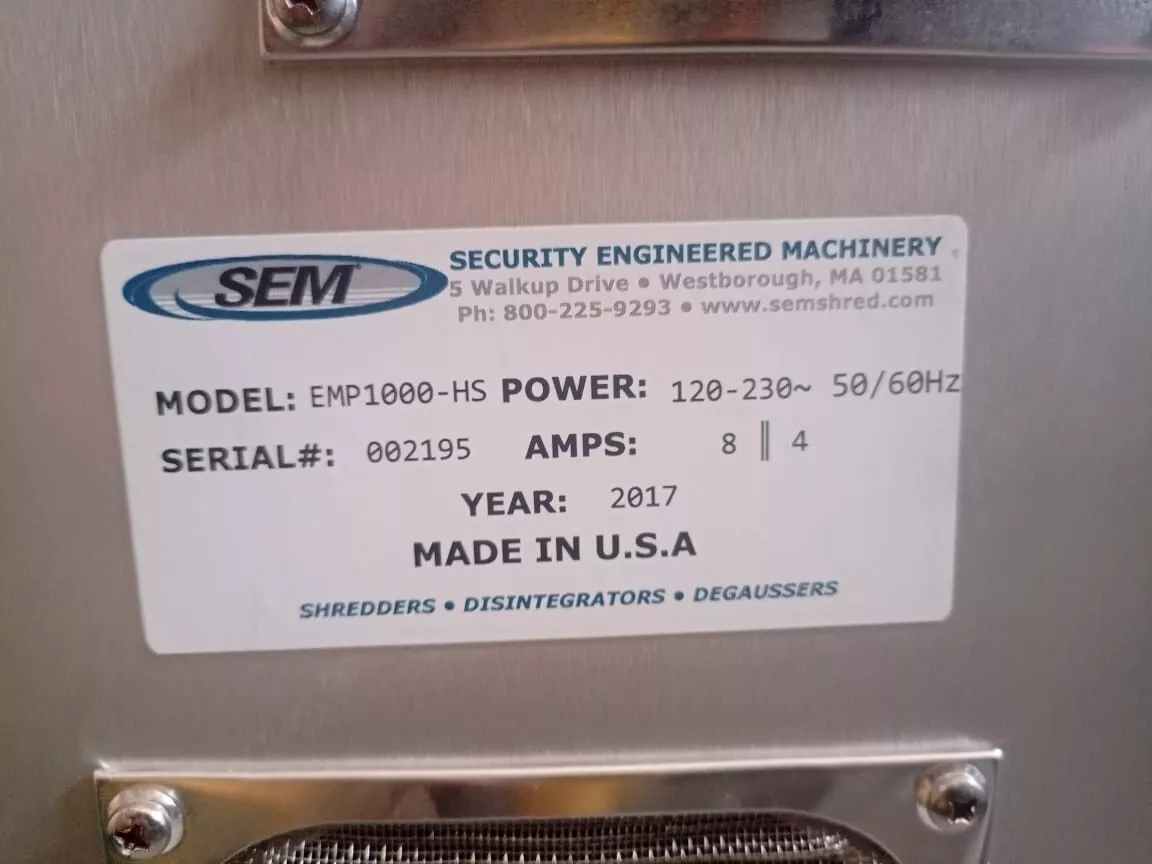 SEM
SECURITY ENGINEERED MACHINERY
5 Walkup Drive • Westborough, MA 01581
Ph: 800-225-9293 • www.semshred.com
MODEL: EMP1000-HS POWER: 120-230~ 50/60Hz
SERIAL#: 002195 AMPS: 8 ‖ 4
YEAR: 2017
MADE IN U.S.A
SHREDDERS • DISINTEGRATORS • DEGAUSSERS